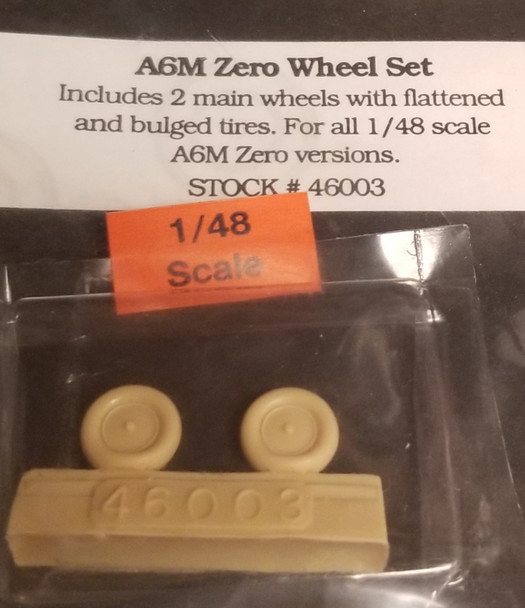 A6M Zero Wheel Set
Includes 2 main wheels with flattened
and bulged tires. For all 1/48 scale
A6M Zero versions.
STOCK # 46003
1/48
Scale
46003